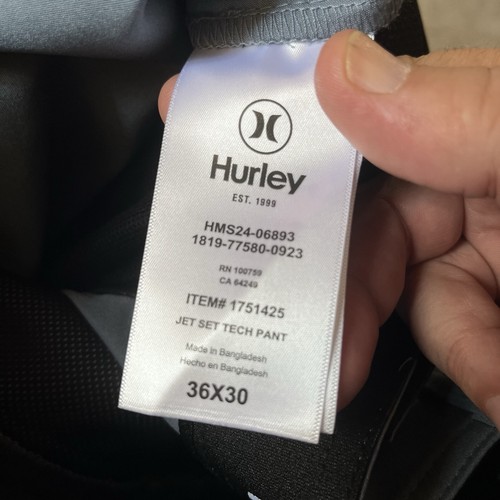 Hurley
EST. 1999
HMS24-06893
1819-77580-0923
RN 100759
CA 64249
ITEM# 1751425
JET SET TECH PANT
Made in Bangladesh
Hecho en Bangladesh
36X30